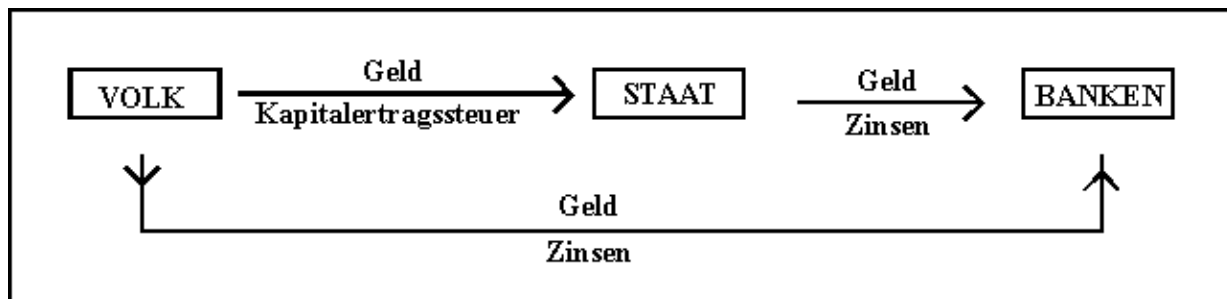 VOLK
Geld
Kapitalertragssteuer
STAAT
Geld
Zinsen
BANKEN
Geld
Zinsen